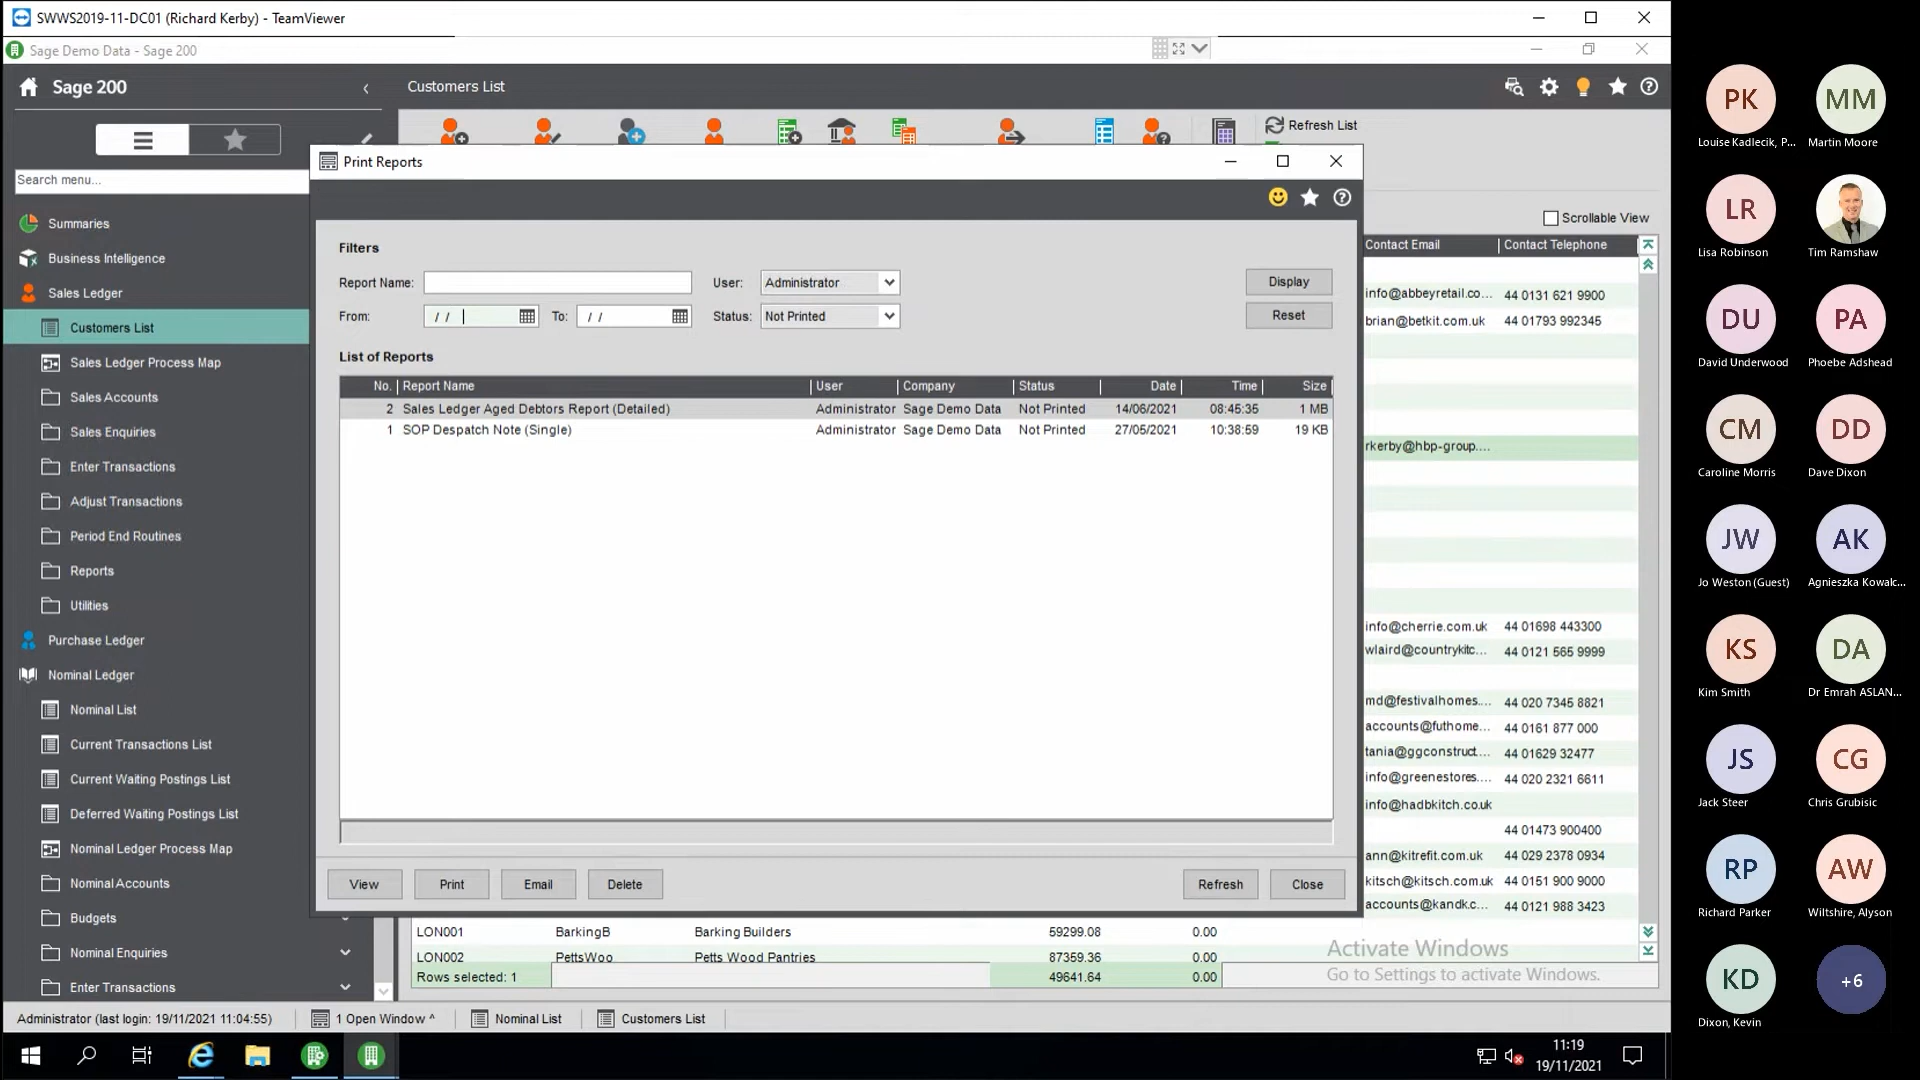 SWWS2019-11-DC01 (Richard Kerby) - TeamViewer
Sage Demo Data - Sage 200
Sage 200
Customers List
Refresh List
Search menu...
Summaries
Business Intelligence
Sales Ledger
Customers List
Sales Ledger Process Map
Sales Accounts
Sales Enquiries
Enter Transactions
Adjust Transactions
Period End Routines
Reports
Utilities
Purchase Ledger
Nominal Ledger
Nominal List
Current Transactions List
Current Waiting Postings List
Deferred Waiting Postings List
Nominal Ledger Process Map
Nominal Accounts
Budgets
Nominal Enquiries
Enter Transactions
Print Reports
Filters
Report Name: User: Administrator Display
From: / / To: / / Status: Not Printed Reset
List of Reports
No. Report Name User Company Status Date Time Size
2 Sales Ledger Aged Debtors Report (Detailed) Administrator Sage Demo Data Not Printed 14/06/2021 08:45:35 1 MB
1 SOP Despatch Note (Single) Administrator Sage Demo Data Not Printed 27/05/2021 10:38:59 19 KB
View Print Email Delete Refresh Close
Scrollable View
Contact Email Contact Telephone
info@abbeyretail.co... 44 0131 621 9900
brian@betkit.com.uk 44 01793 992345
rkerby@hbp-group....
info@cherrie.com.uk 44 01698 443300
wlaird@countrykitc... 44 0121 565 9999
md@festivalhomes.... 44 020 7345 8821
accounts@futhome... 44 0161 877 000
tania@ggconstruct.... 44 01629 32477
info@greenestores.... 44 020 2321 6611
info@hadbkitch.co.uk
44 01473 900400
ann@kitrefit.com.uk 44 029 2378 0934
kitsch@kitsch.com.uk 44 0151 900 9000
accounts@kandk.c... 44 0121 988 3423
LON001 BarkingB Barking Builders 59299.08 0.00
LON002 PettsWoo Petts Wood Pantries 87359.36 0.00
Rows selected: 1 49641.64 0.00
Activate Windows
Go to Settings to activate Windows.
Administrator (last login: 19/11/2021 11:04:55) 1 Open Window ^ Nominal List Customers List
11:19
19/11/2021
PK MM
Louise Kadlecik, P... Martin Moore
LR
Lisa Robinson Tim Ramshaw
DU PA
David Underwood Phoebe Adshead
CM DD
Caroline Morris Dave Dixon
JW AK
Jo Weston (Guest) Agnieszka Kowalc...
KS DA
Kim Smith Dr Emrah ASLAN...
JS CG
Jack Steer Chris Grubisic
RP AW
Richard Parker Wiltshire, Alyson
KD +6
Dixon, Kevin